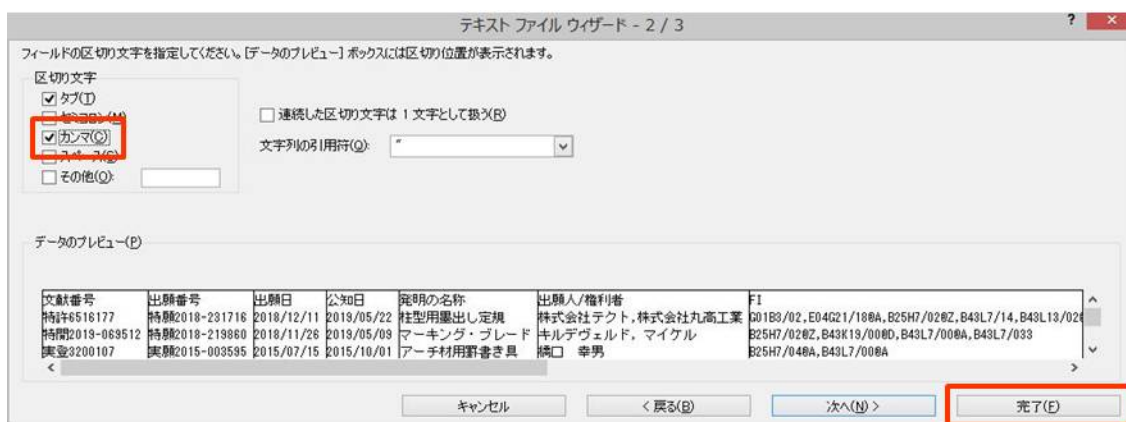 テキスト ファイル ウィザード - 2 / 3
? ×
フィールドの区切り文字を指定してください。[データのプレビュー] ボックスには区切り位置が表示されます。
区切り文字
タブ(T)
セミコロン(M)
カンマ(C)
スペース(S)
その他(O):
連続した区切り文字は 1 文字として扱う(R)
文字列の引用符(Q): "
データのプレビュー(P)
文献番号 出願番号 出願日 公知日 発明の名称 出願人/権利者 FI
特許6516177 特願2018-231716 2018/12/11 2019/05/22 柱型用墨出し定規 株式会社テクト,株式会社丸高工業 G01B3/02,E04G21/18@A,B25H7/02@Z,B43L7/14,B43L13/02@
特開2019-069512 特願2018-219860 2018/11/26 2019/05/09 マーキング・ブレード キルデヴェルド, マイケル B25H7/02@Z,B43K19/00@D,B43L7/00@A,B43L7/033
実登3200107 実願2015-003595 2015/07/15 2015/10/01 アーチ材用罫書き具 橋口 幸男 B25H7/04@A,B43L7/00@A
キャンセル < 戻る(B) 次へ(N) > 完了(F)